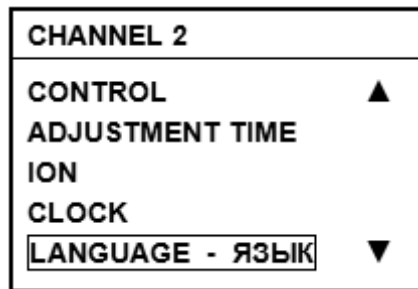 CHANNEL 2
CONTROL
ADJUSTMENT TIME
ION
CLOCK
LANGUAGE - ЯЗЫК